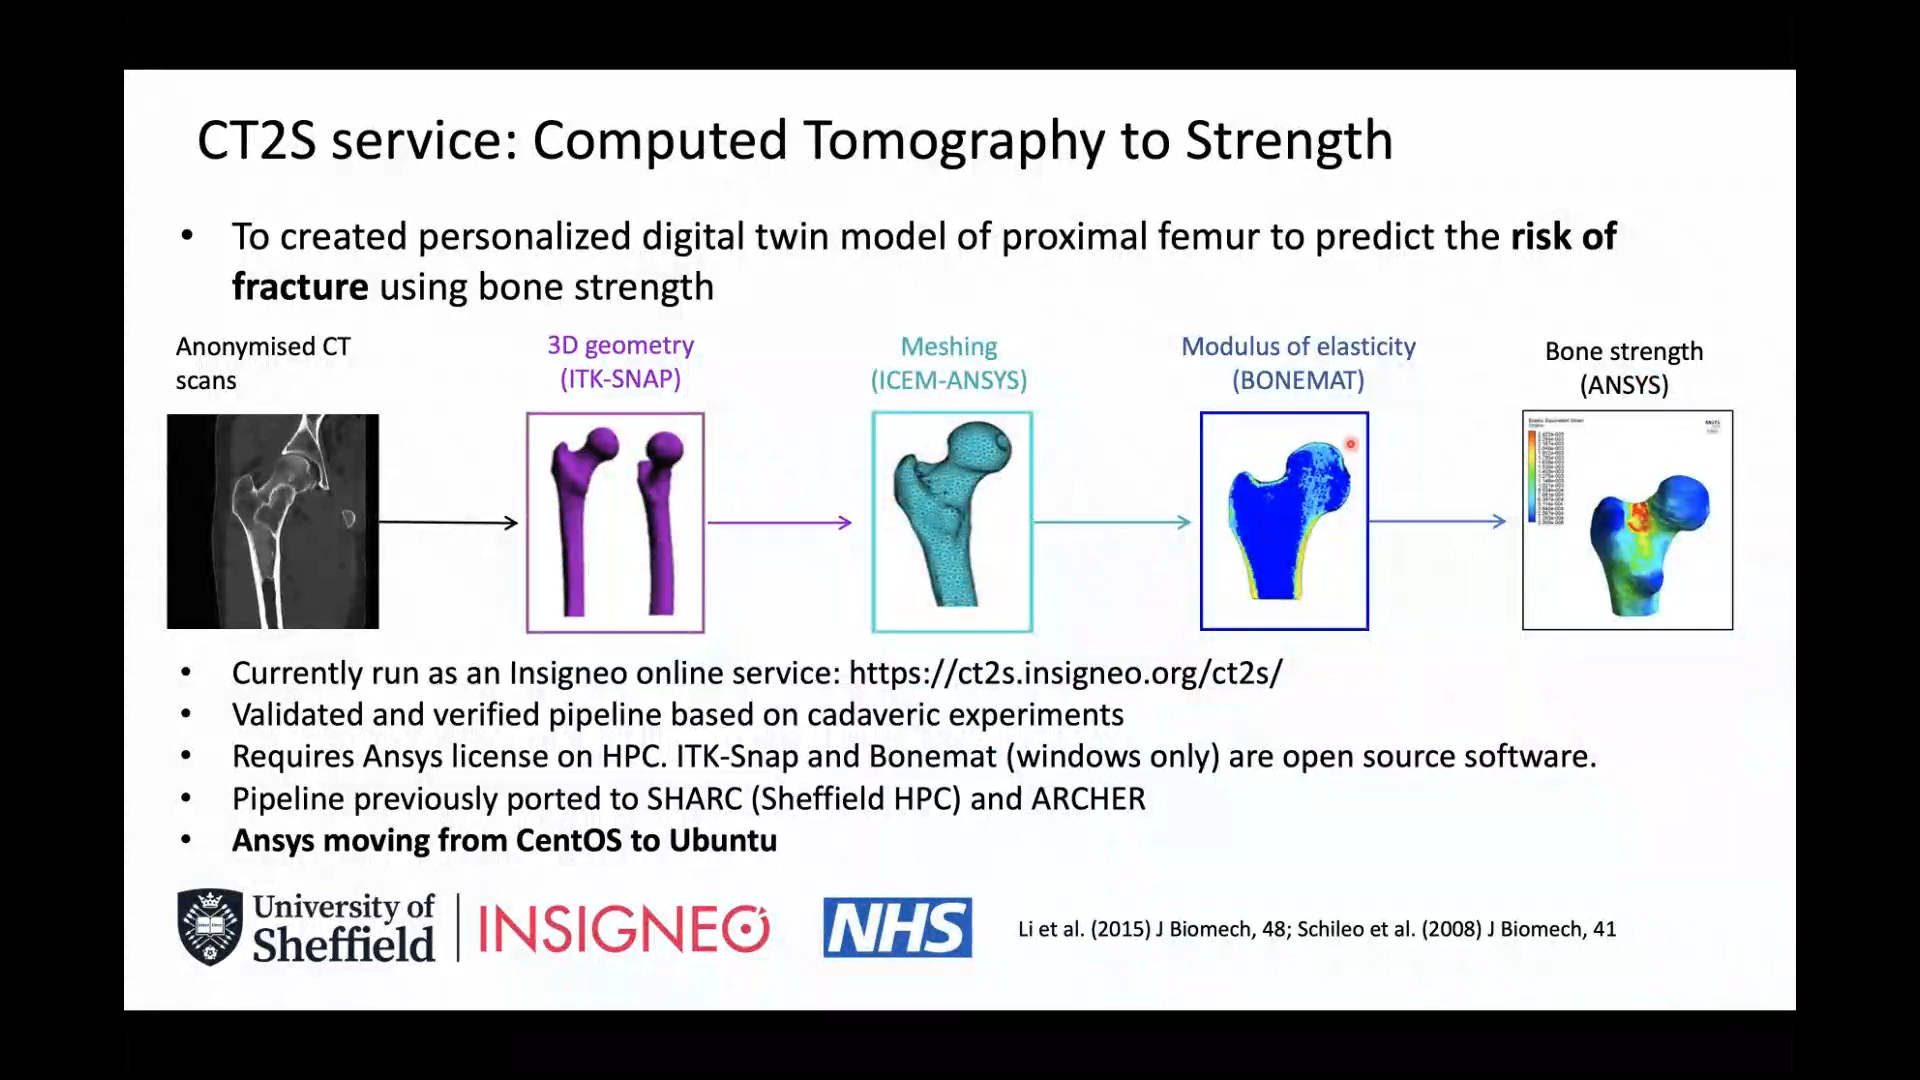 CT2S service: Computed Tomography to Strength
• To created personalized digital twin model of proximal femur to predict the risk of
fracture using bone strength
Anonymised CT
scans
3D geometry
(ITK-SNAP)
Meshing
(ICEM-ANSYS)
Modulus of elasticity
(BONEMAT)
Bone strength
(ANSYS)
• Currently run as an Insigneo online service: https://ct2s.insigneo.org/ct2s/
• Validated and verified pipeline based on cadaveric experiments
• Requires Ansys license on HPC. ITK-Snap and Bonemat (windows only) are open source software.
• Pipeline previously ported to SHARC (Sheffield HPC) and ARCHER
• Ansys moving from CentOS to Ubuntu
University of
Sheffield
INSIGNEO
NHS
Li et al. (2015) J Biomech, 48; Schileo et al. (2008) J Biomech, 41